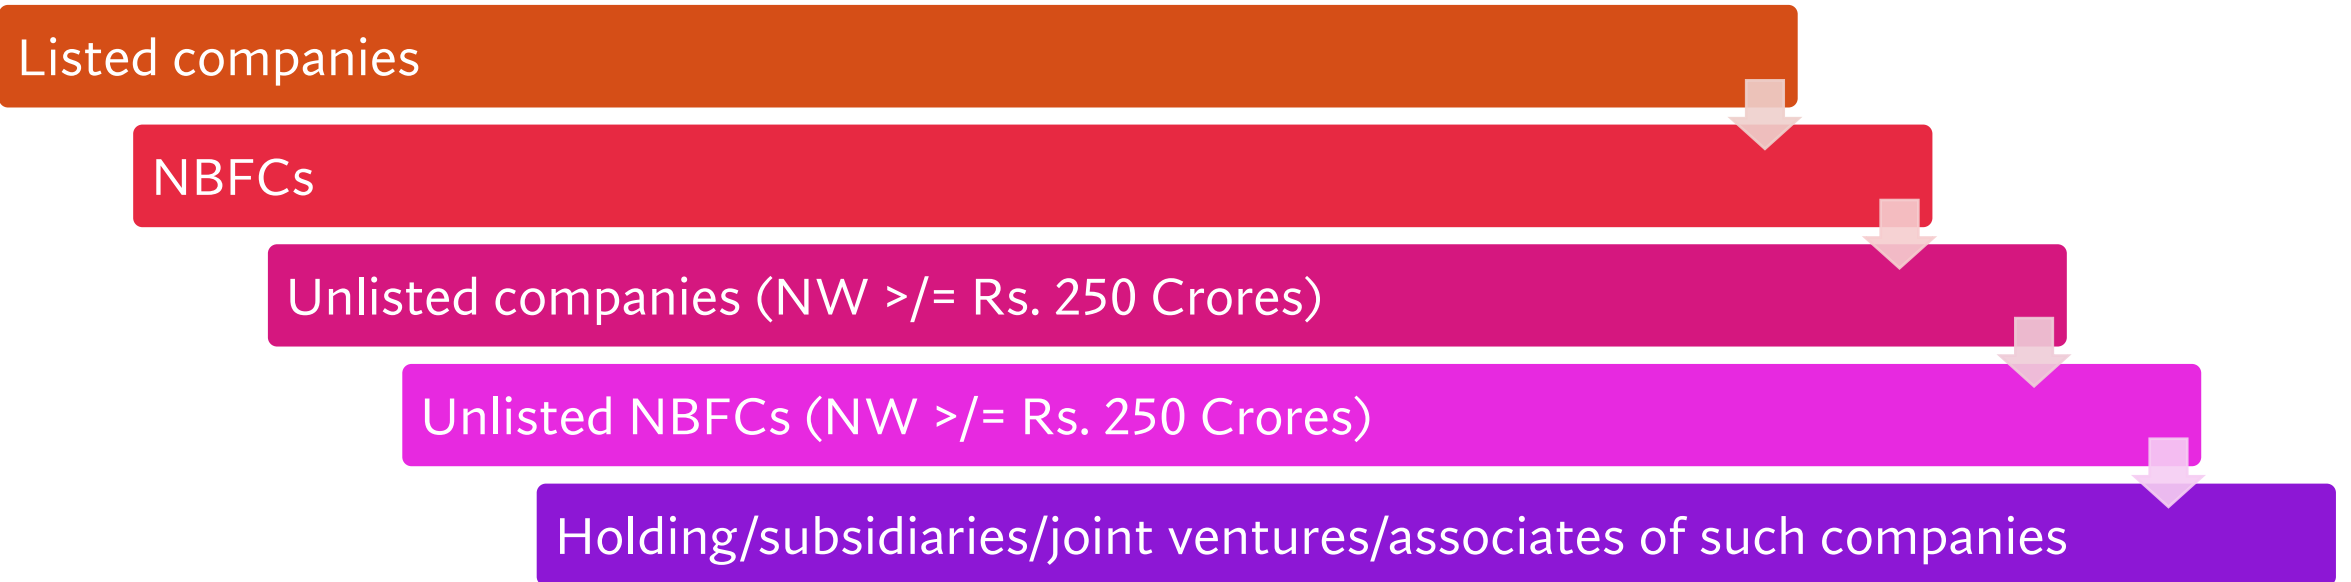 Listed companies
NBFCs
Unlisted companies (NW >/= Rs. 250 Crores)
Unlisted NBFCs (NW >/= Rs. 250 Crores)
Holding/subsidiaries/joint ventures/associates of such companies